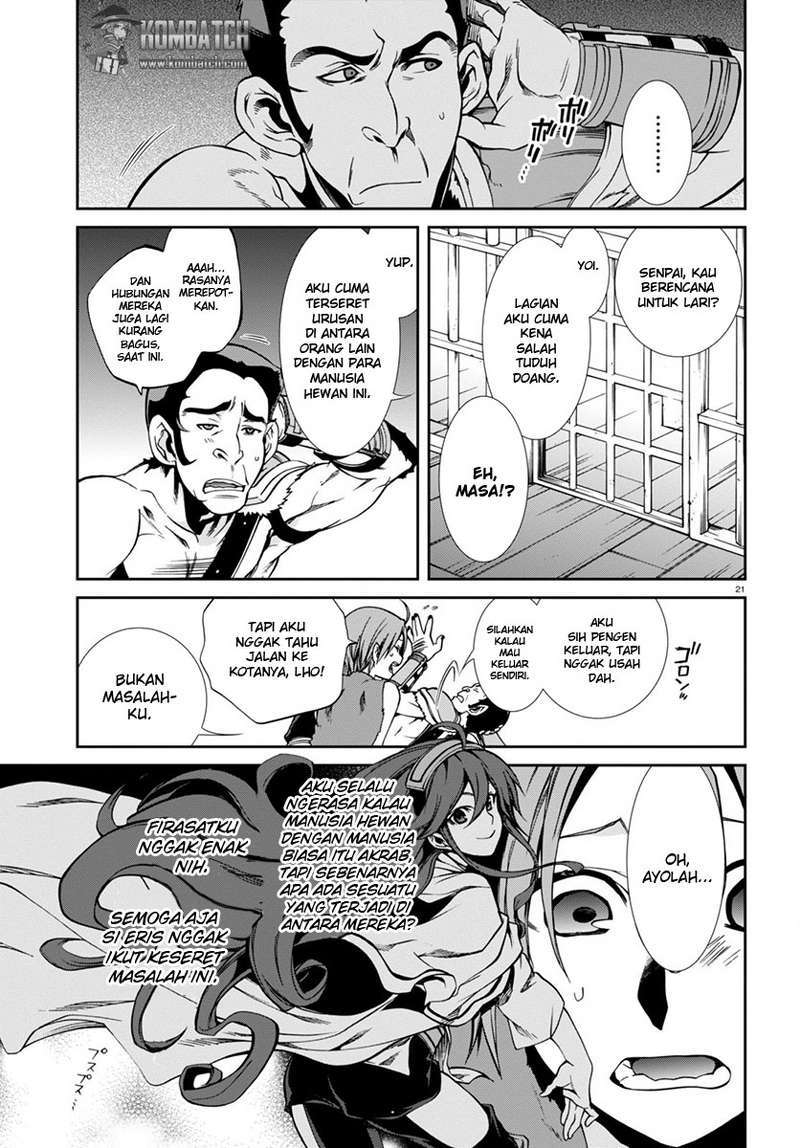 KOMBATCH
www.kombatch.com
ボリ
ボリ
・・・・・・・・
SENPAI, KAU
BERENCANA
UNTUK LARI?
YOI.
LAGIAN
AKU CUMA
KENA
SALAH
TUDUH
DOANG.
EH,
MASA!?
YUP.
AKU CUMA
TERSERET
URUSAN
DI ANTARA
ORANG LAIN
DENGAN PARA
MANUSIA
HEWAN INI.
AAAH...
RASANYA
MEREPOT-
KAN.
DAN
HUBUNGAN
MEREKA
JUGA LAGI
KURANG
BAGUS,
SAAT INI.
21
ゴロン
AKU
SIH PENGEN
KELUAR, TAPI
NGGAK USAH
DAH.
SILAHKAN
KALAU
MAU
KELUAR
SENDIRI.
TAPI AKU
NGGAK TAHU
JALAN KE
KOTANYA, LHO!
BUKAN
MASALAH-
KU.
OH,
AYOLAH...
AKU SELALU
NGERASA KALAU
MANUSIA HEWAN
DENGAN MANUSIA
BIASA ITU AKRAB,
TAPI SEBENARNYA
APA ADA SESUATU
YANG TERJADI DI
ANTARA MEREKA?
FIRASATKU
NGGAK ENAK
NIH.
SEMOGA AJA
SI ERIS NGGAK
IKUT KESERET
MASALAH INI.
プスプス...